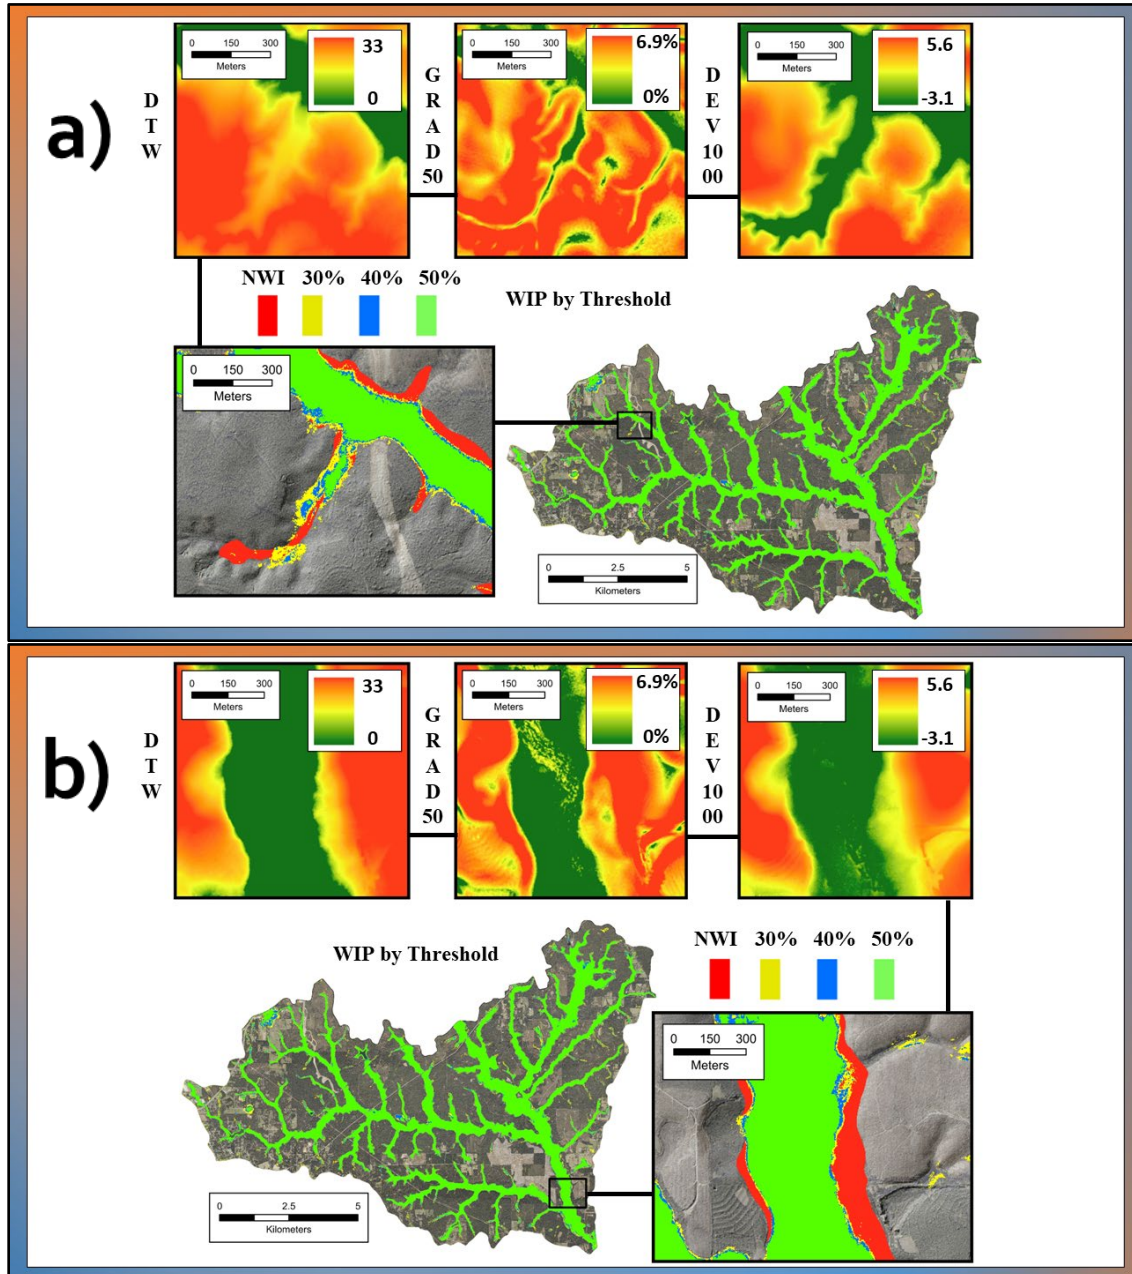 a)
D
T
W
0 150 300
Meters
33
0
G
R
A
D
50
0 150 300
Meters
6.9%
0%
D
E
V
10
00
0 150 300
Meters
5.6
-3.1
NWI 30% 40% 50%
WIP by Threshold
0 150 300
Meters
0 2.5 5
Kilometers
b)
D
T
W
0 150 300
Meters
33
0
G
R
A
D
50
0 150 300
Meters
6.9%
0%
D
E
V
10
00
0 150 300
Meters
5.6
-3.1
WIP by Threshold
NWI 30% 40% 50%
0 150 300
Meters
0 2.5 5
Kilometers